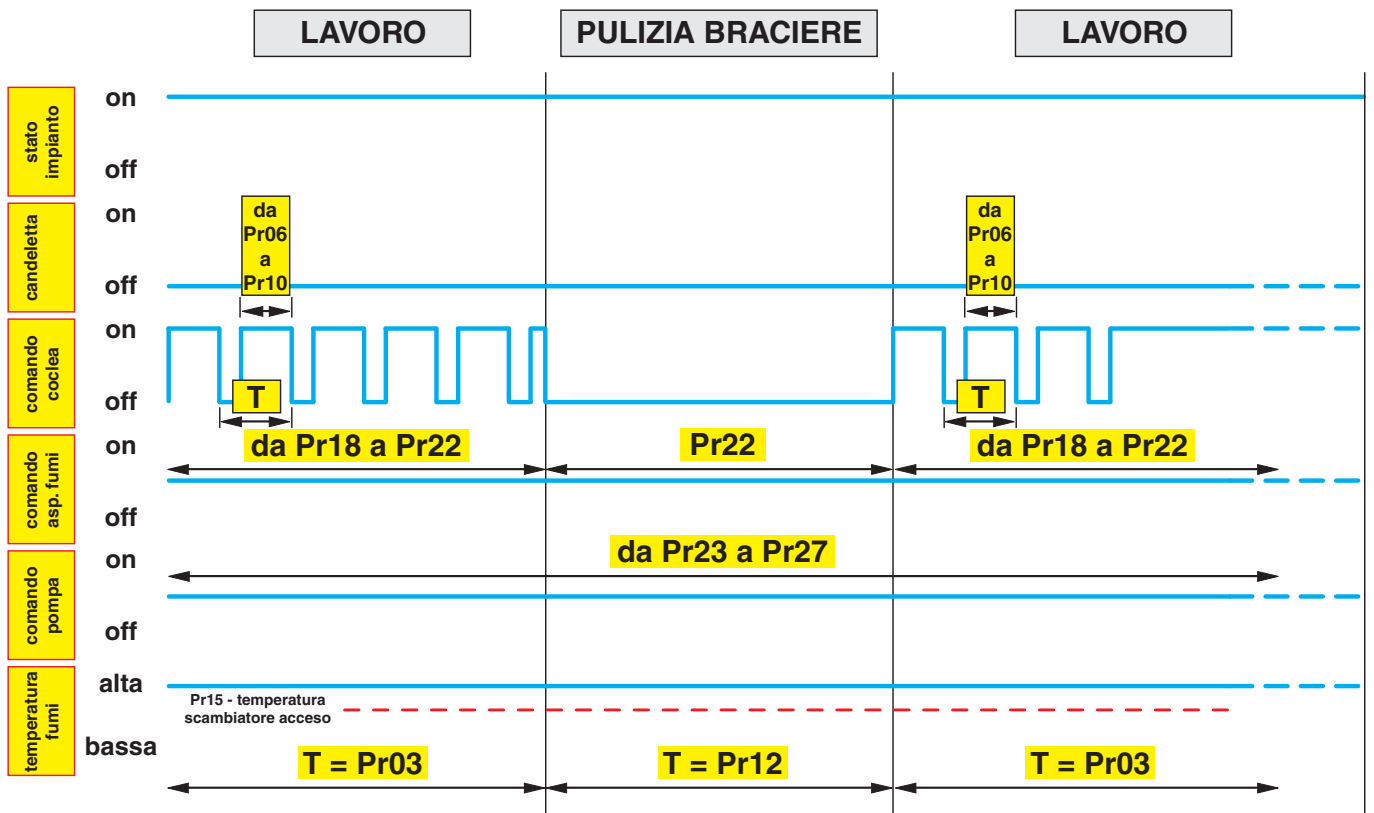 LAVORO
PULIZIA BRACIERE
LAVORO
stato
impianto
on
off
candeletta
on
off
da
Pr06
a
Pr10
da
Pr06
a
Pr10
comando
coclea
on
off
T
T
comando
asp. fumi
on
off
da Pr18 a Pr22
Pr22
da Pr18 a Pr22
comando
pompa
on
off
da Pr23 a Pr27
temperatura
fumi
alta
bassa
Pr15 - temperatura
scambiatore acceso
T = Pr03
T = Pr12
T = Pr03